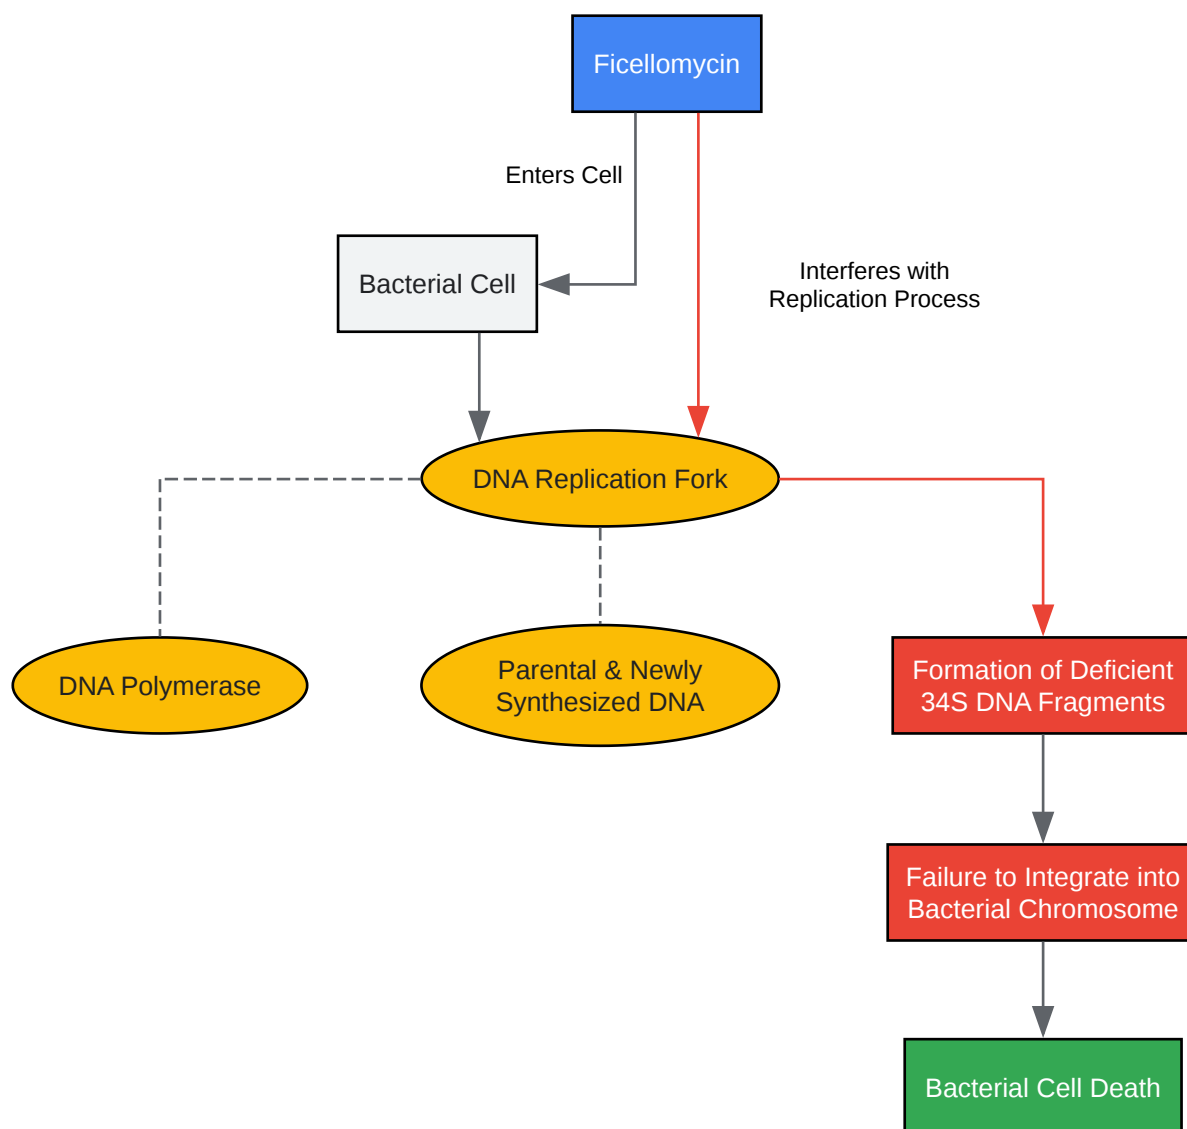 Ficellomycin
Enters Cell
Interferes with
Replication Process
Bacterial Cell
DNA Replication Fork
DNA Polymerase
Parental & Newly
Synthesized DNA
Formation of Deficient
34S DNA Fragments
Failure to Integrate into
Bacterial Chromosome
Bacterial Cell Death